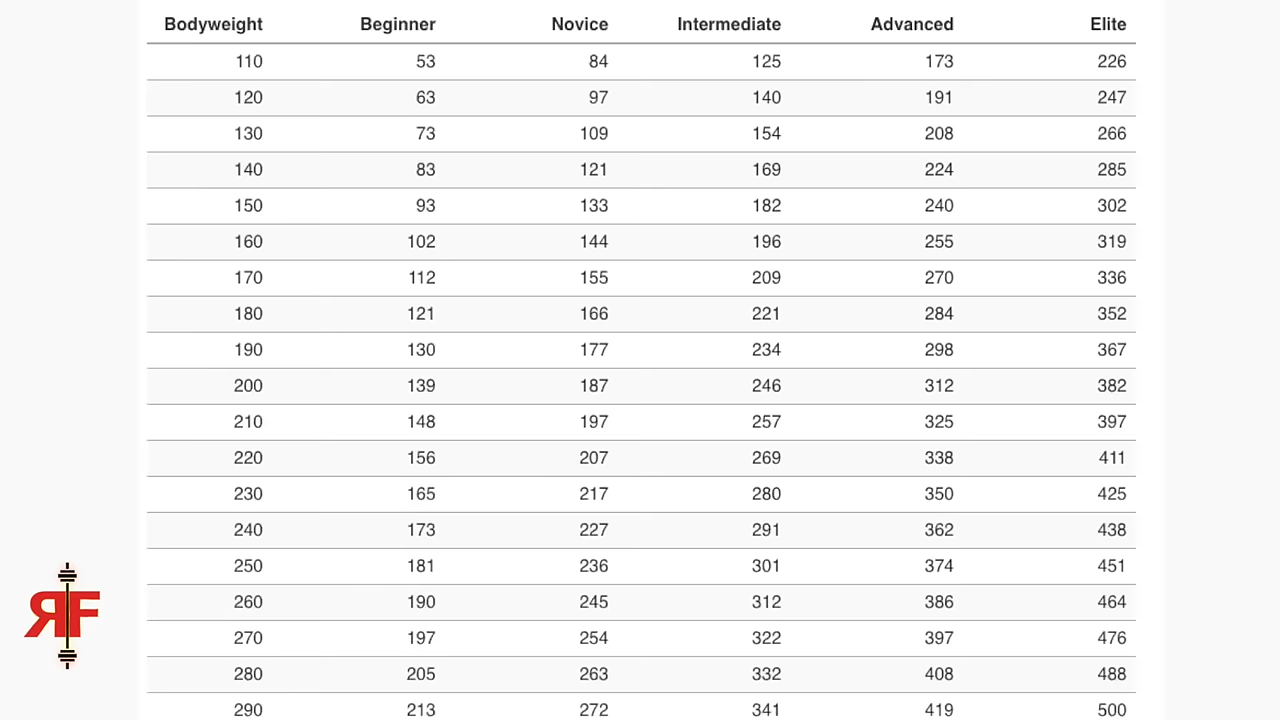 Bodyweight Beginner Novice Intermediate Advanced Elite
110 53 84 125 173 226
120 63 97 140 191 247
130 73 109 154 208 266
140 83 121 169 224 285
150 93 133 182 240 302
160 102 144 196 255 319
170 112 155 209 270 336
180 121 166 221 284 352
190 130 177 234 298 367
200 139 187 246 312 382
210 148 197 257 325 397
220 156 207 269 338 411
230 165 217 280 350 425
240 173 227 291 362 438
250 181 236 301 374 451
260 190 245 312 386 464
270 197 254 322 397 476
280 205 263 332 408 488
290 213 272 341 419 500
RF